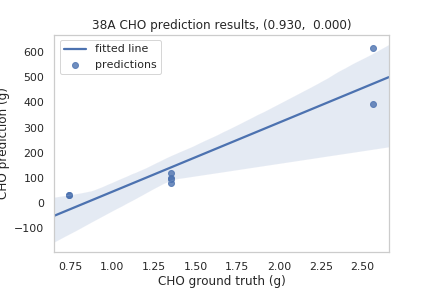 38A CHO prediction results, (0.930, 0.000)
fitted line
predictions
600
500
400
300
200
100
0
−100
CHO prediction (g)
0.75 1.00 1.25 1.50 1.75 2.00 2.25 2.50
CHO ground truth (g)